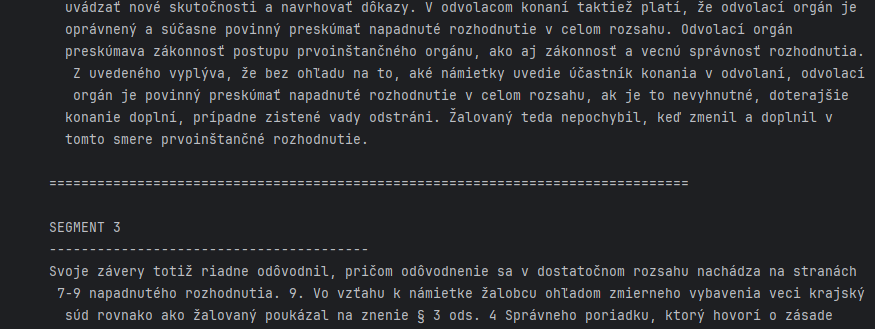 uvádzať nové skutočnosti a navrhovať dôkazy. V odvolacom konaní taktiež platí, že odvolací orgán je
oprávnený a súčasne povinný preskúmať napadnuté rozhodnutie v celom rozsahu. Odvolací orgán
preskúmava zákonnosť postupu prvoinštančného orgánu, ako aj zákonnosť a vecnú správnosť rozhodnutia.
Z uvedeného vyplýva, že bez ohľadu na to, aké námietky uvedie účastník konania v odvolaní, odvolací
orgán je povinný preskúmať napadnuté rozhodnutie v celom rozsahu, ak je to nevyhnutné, doterajšie
konanie doplní, prípadne zistené vady odstráni. Žalovaný teda nepochybil, keď zmenil a doplnil v
tomto smere prvoinštančné rozhodnutie.
================================================================================
SEGMENT 3
----------------------------------------
Svoje závery totiž riadne odôvodnil, pričom odôvodnenie sa v dostatočnom rozsahu nachádza na stranách
7-9 napadnutého rozhodnutia. 9. Vo vzťahu k námietke žalobcu ohľadom zmierneho vybavenia veci krajský
súd rovnako ako žalovaný poukázal na znenie § 3 ods. 4 Správneho poriadku, ktorý hovorí o zásade